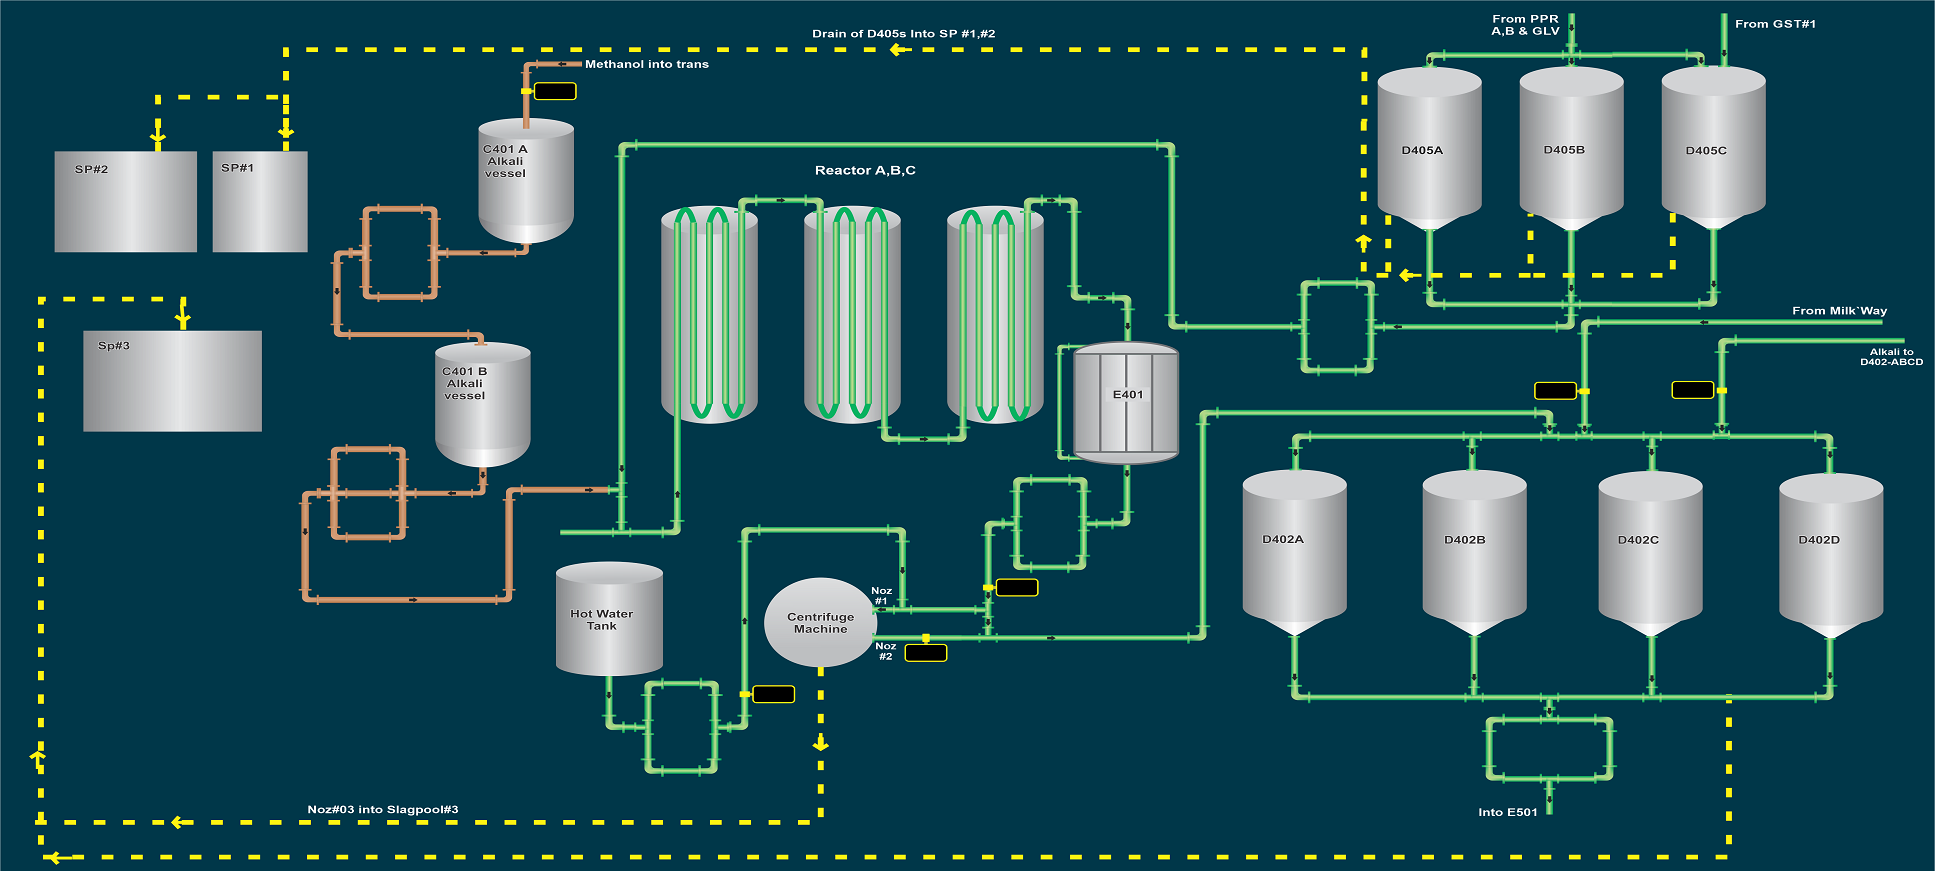 From PPR
A,B & GLV
From GST#1
Drain of D405s Into SP #1,#2
Methanol into trans
C401 A
Alkali
vessel
SP#2
SP#1
Reactor A,B,C
D405A
D405B
D405C
From Milk`Way
Alkali to
D402-ABCD
Sp#3
C401 B
Alkali
vessel
E401
D402A
D402B
D402C
D402D
Hot Water
Tank
Centrifuge
Machine
Noz
#1
Noz
#2
Noz#03 into Slagpool#3
Into E501